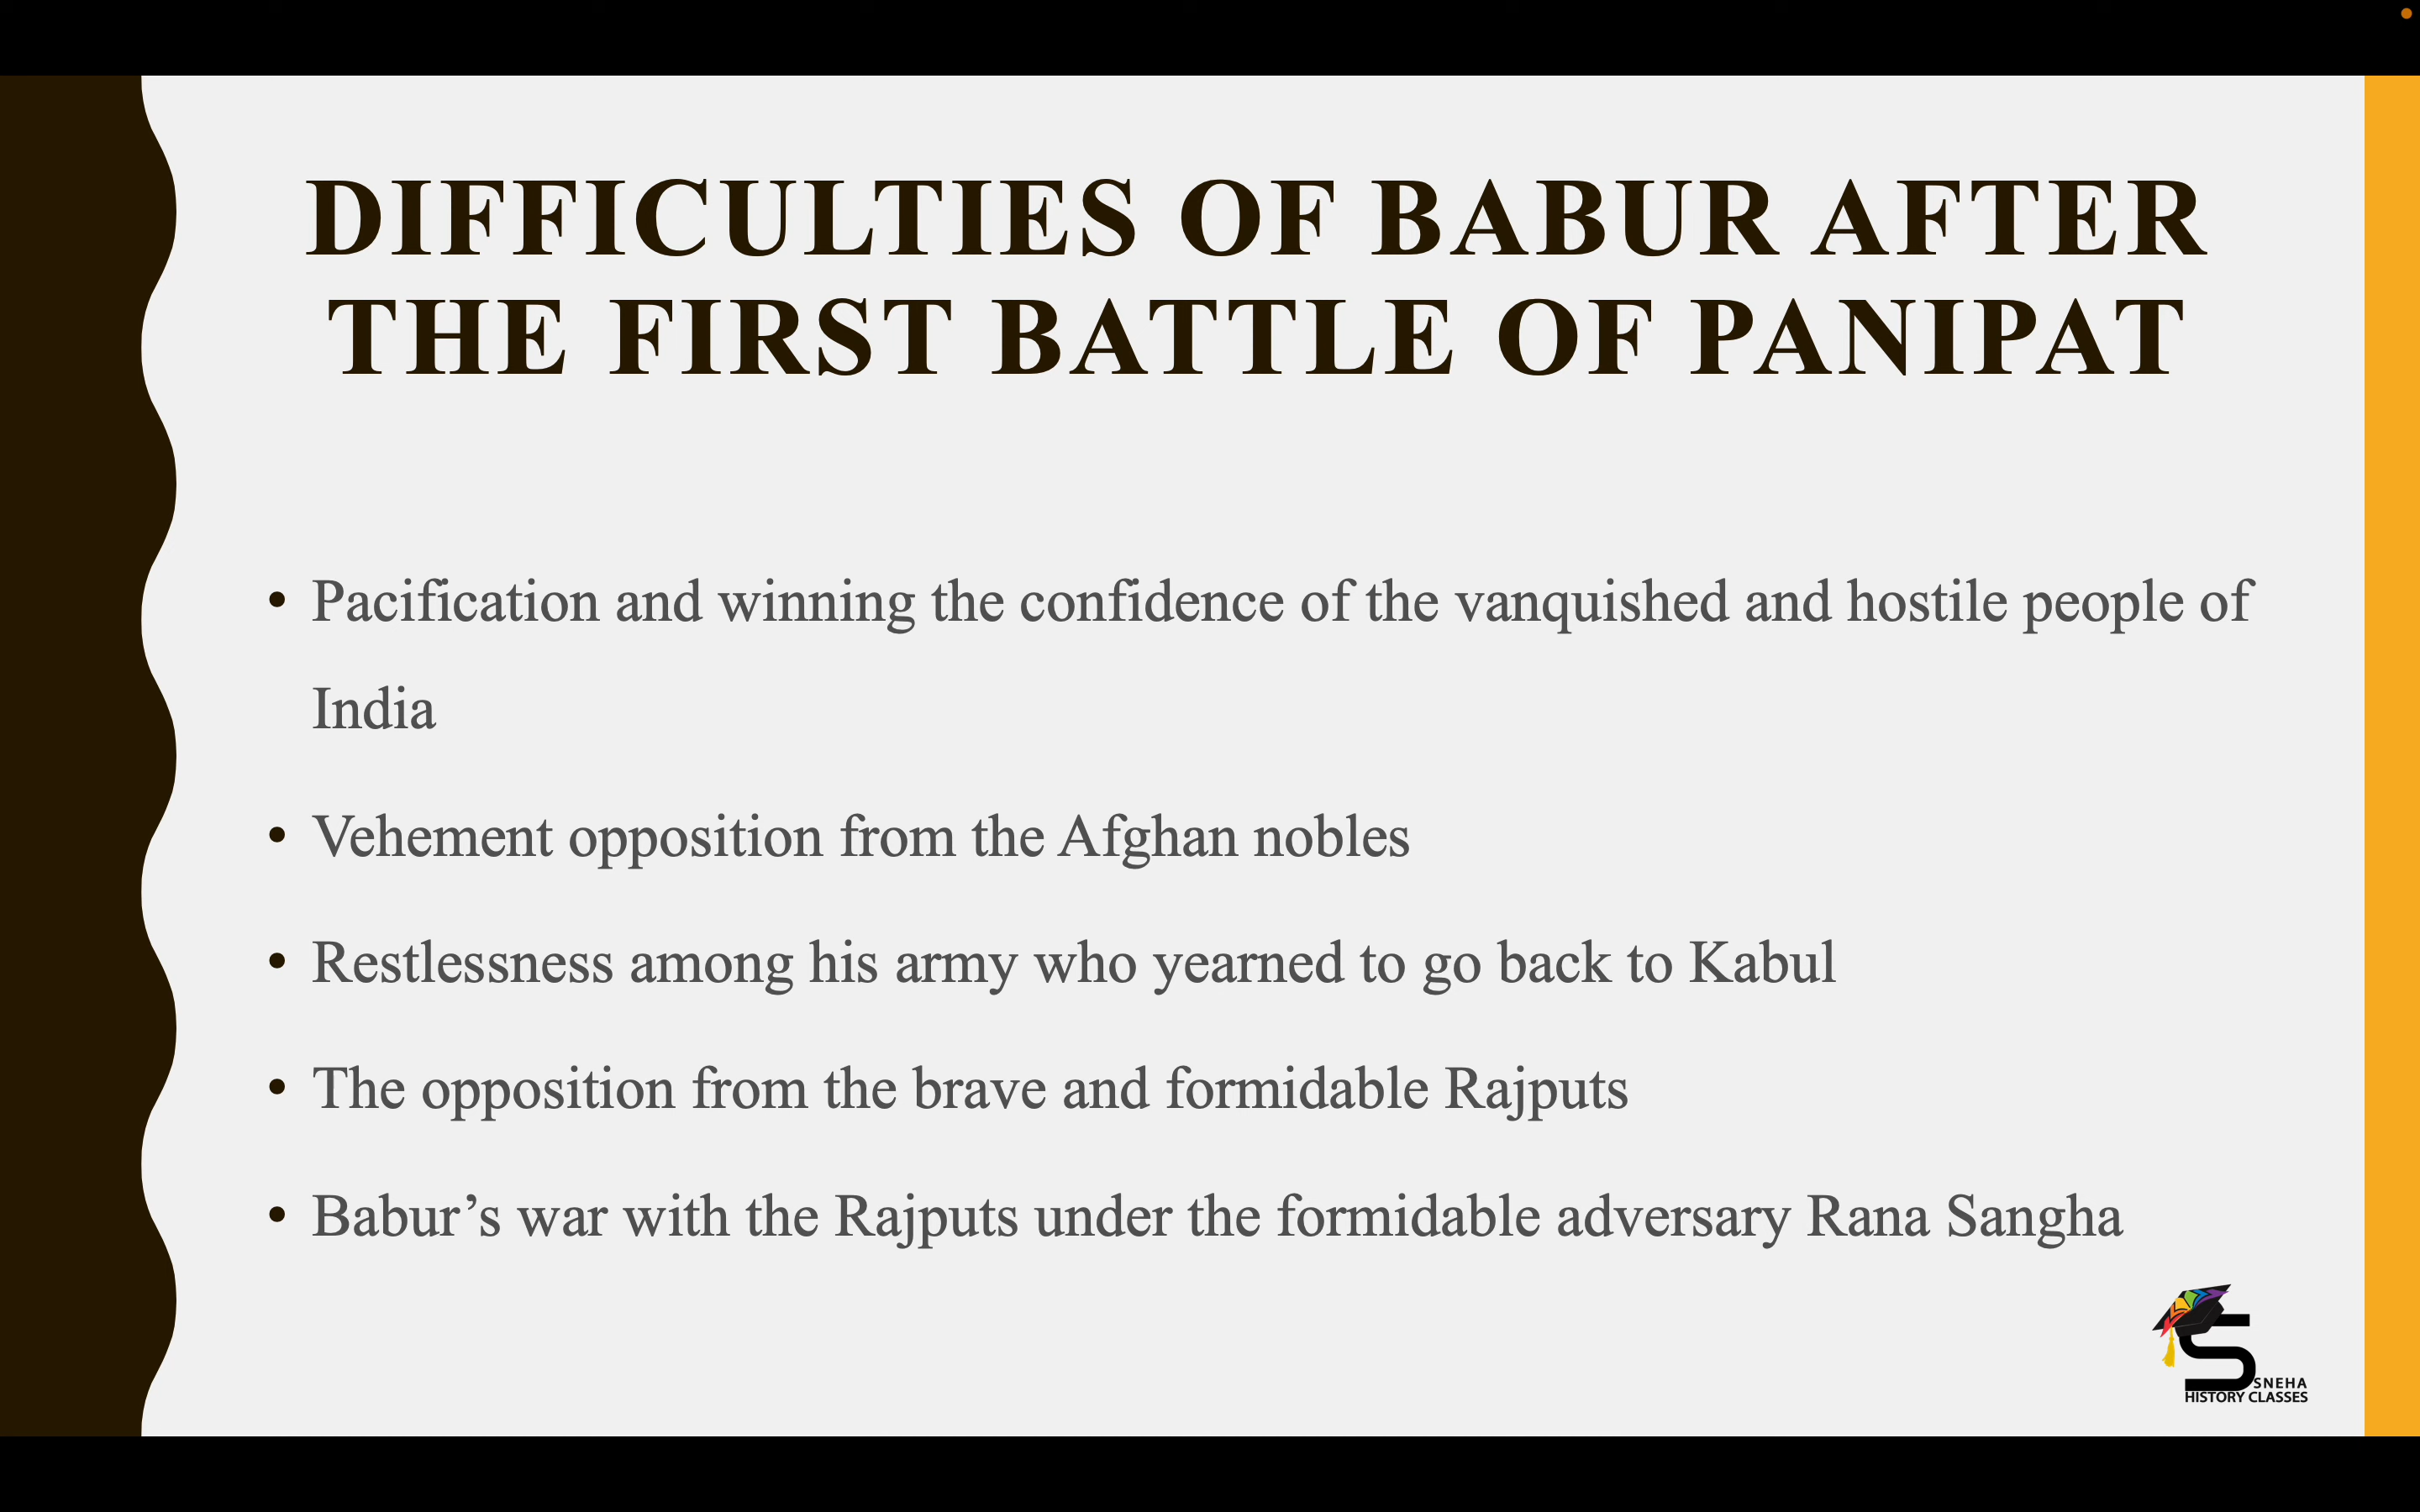 DIFFICULTIES OF BABUR AFTER
THE FIRST BATTLE OF PANIPAT
• Pacification and winning the confidence of the vanquished and hostile people of
India
• Vehement opposition from the Afghan nobles
• Restlessness among his army who yearned to go back to Kabul
• The opposition from the brave and formidable Rajputs
• Babur’s war with the Rajputs under the formidable adversary Rana Sangha
S
SNEHA
HISTORY CLASSES